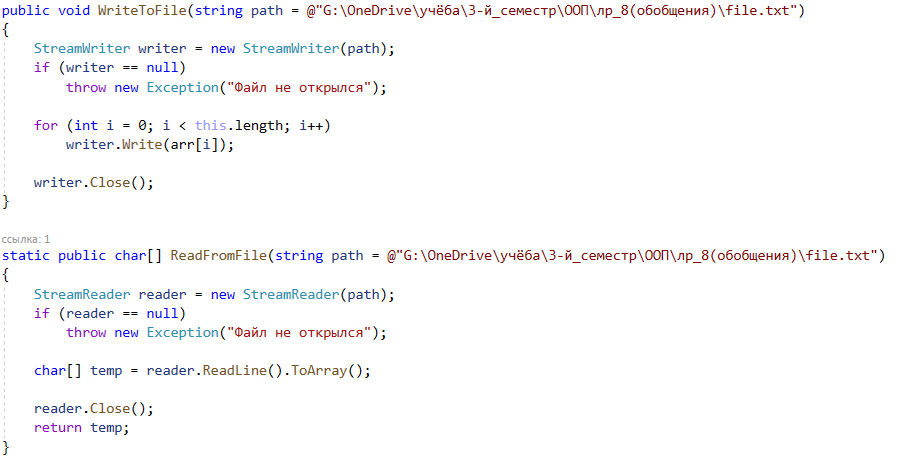 public void WriteToFile(string path = @"G:\OneDrive\учёба\3-й_семестр\ООП\лр_8(обобщения)\file.txt")
{
    StreamWriter writer = new StreamWriter(path);
    if (writer == null)
        throw new Exception("Файл не открылся");

    for (int i = 0; i < this.length; i++)
        writer.Write(arr[i]);

    writer.Close();
}

ссылка: 1
static public char[] ReadFromFile(string path = @"G:\OneDrive\учёба\3-й_семестр\ООП\лр_8(обобщения)\file.txt")
{
    StreamReader reader = new StreamReader(path);
    if (reader == null)
        throw new Exception("Файл не открылся");

    char[] temp = reader.ReadLine().ToArray();

    reader.Close();
    return temp;
}